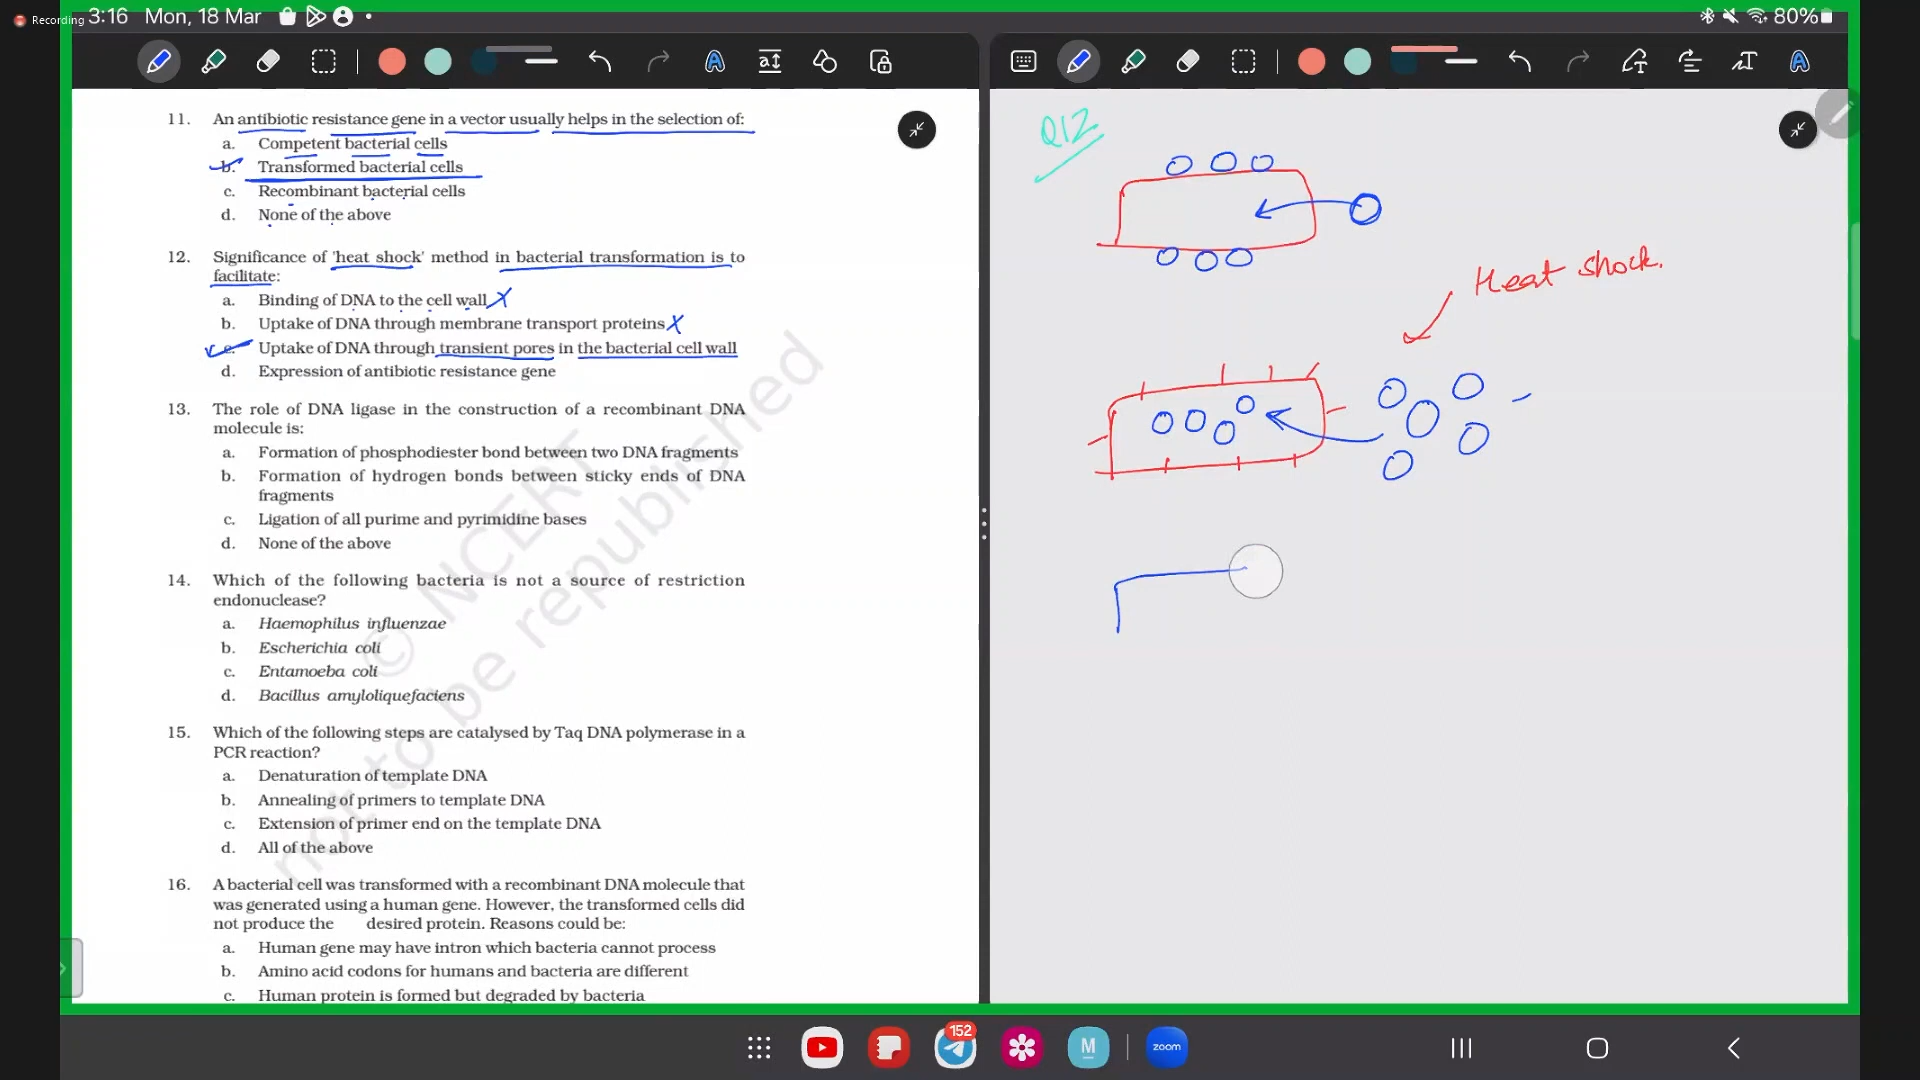 Recording 3:16 Mon, 18 Mar
80%
11. An antibiotic resistance gene in a vector usually helps in the selection of:
a. Competent bacterial cells
b. Transformed bacterial cells
c. Recombinant bacterial cells
d. None of the above
12. Significance of 'heat shock' method in bacterial transformation is to
facilitate:
a. Binding of DNA to the cell wall
b. Uptake of DNA through membrane transport proteins
c. Uptake of DNA through transient pores in the bacterial cell wall
d. Expression of antibiotic resistance gene
13. The role of DNA ligase in the construction of a recombinant DNA
molecule is:
a. Formation of phosphodiester bond between two DNA fragments
b. Formation of hydrogen bonds between sticky ends of DNA
fragments
c. Ligation of all purime and pyrimidine bases
d. None of the above
14. Which of the following bacteria is not a source of restriction
endonuclease?
a. Haemophilus influenzae
b. Escherichia coli
c. Entamoeba coli
d. Bacillus amyloliquefaciens
15. Which of the following steps are catalysed by Taq DNA polymerase in a
PCR reaction?
a. Denaturation of template DNA
b. Annealing of primers to template DNA
c. Extension of primer end on the template DNA
d. All of the above
16. A bacterial cell was transformed with a recombinant DNA molecule that
was generated using a human gene. However, the transformed cells did
not produce the desired protein. Reasons could be:
a. Human gene may have intron which bacteria cannot process
b. Amino acid codons for humans and bacteria are different
c. Human protein is formed but degraded by bacteria
© NCERT
not to be republished
Q12
Heat shock.
152
M
zoom